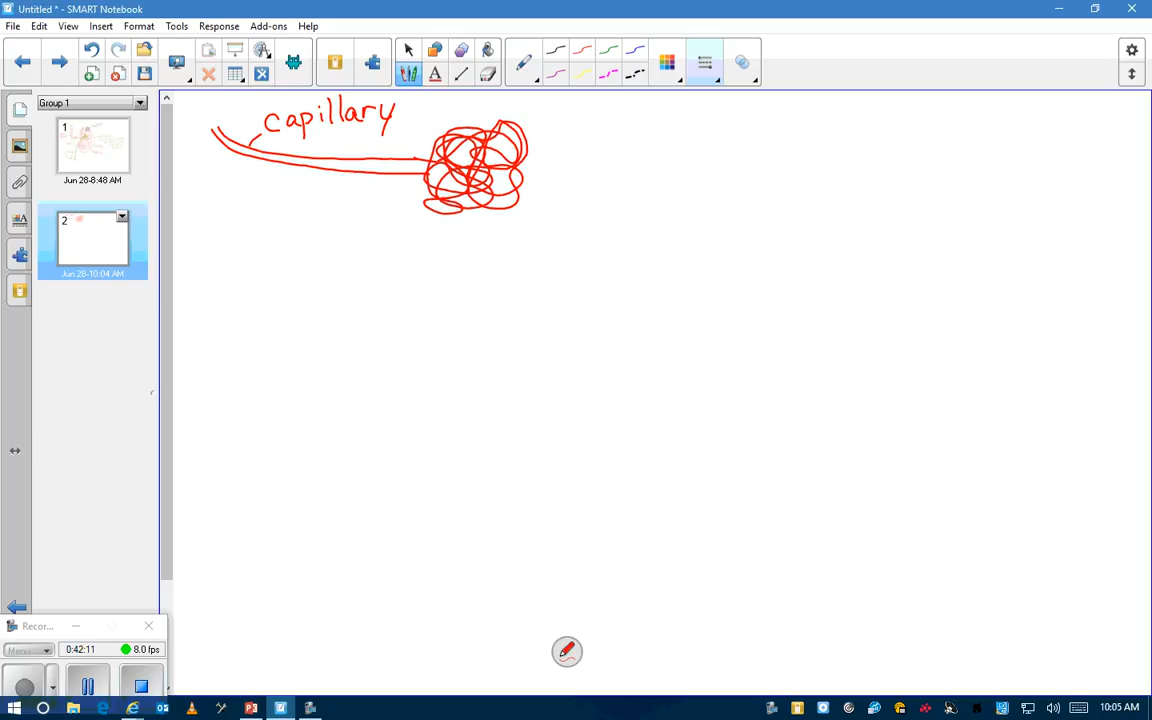 Untitled * - SMART Notebook
File Edit View Insert Format Tools Response Add-ons Help
Group 1
1
Jun 28-8:48 AM
2
Jun 28-10:04 AM
capillary
Recor...
Menu
0:42:11
8.0 fps
10:05 AM